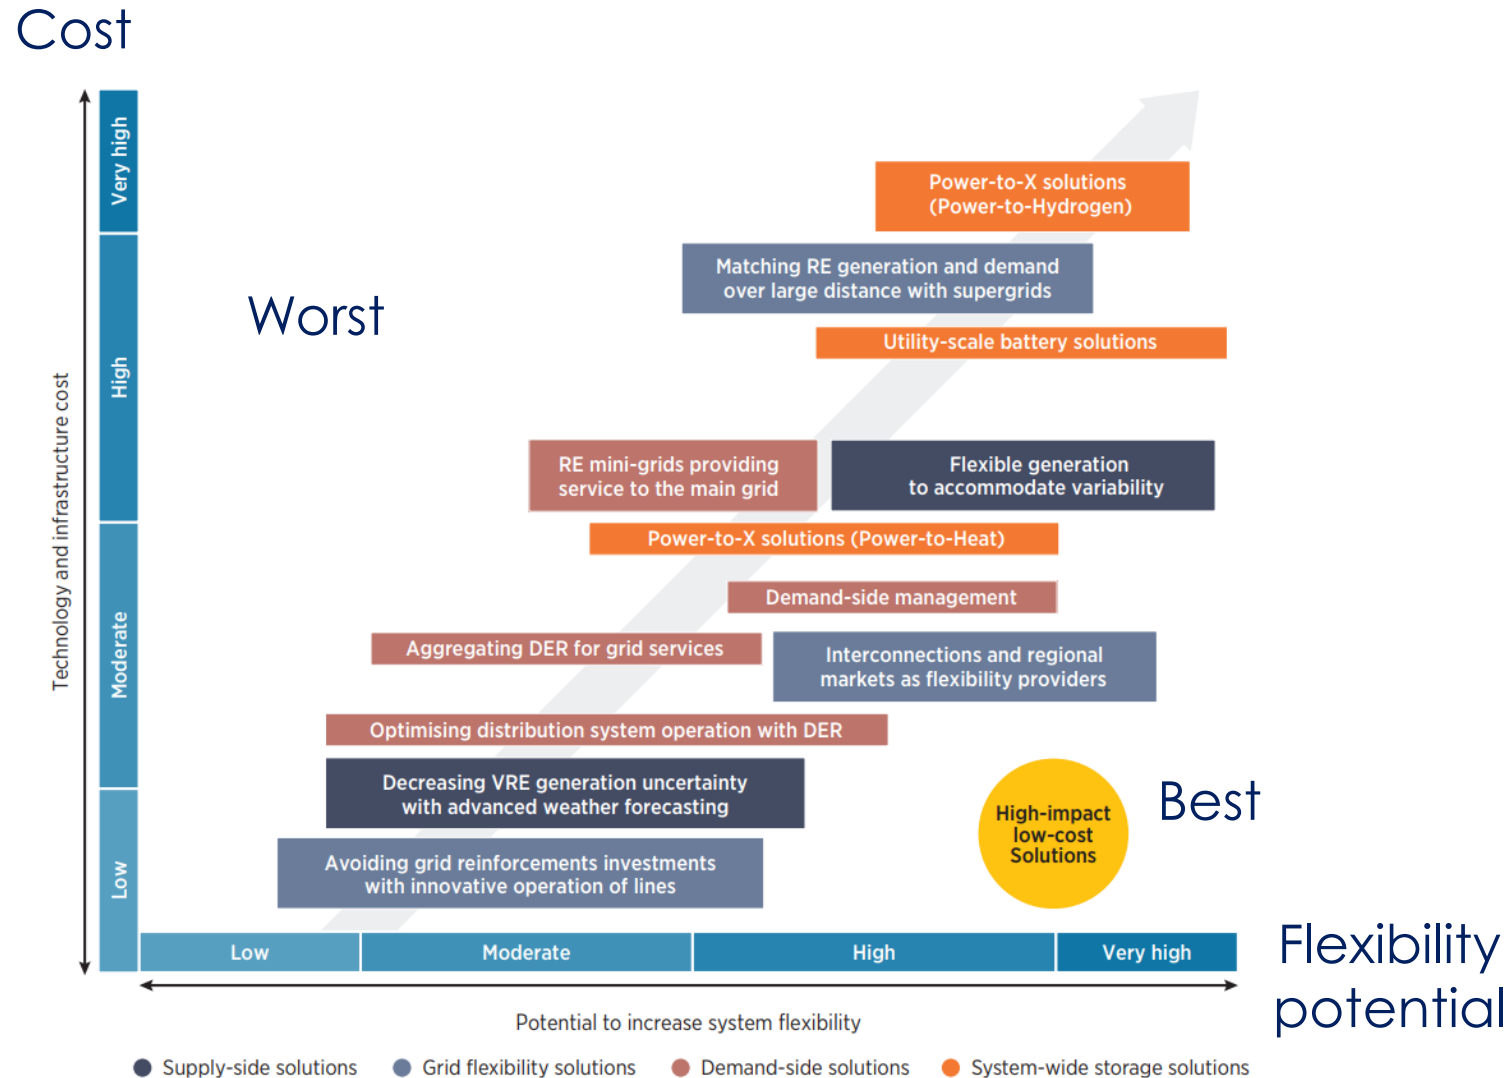 Cost
Very high
High
Moderate
Low
Technology and infrastructure cost
Worst
Power-to-X solutions
(Power-to-Hydrogen)
Matching RE generation and demand
over large distance with supergrids
Utility-scale battery solutions
RE mini-grids providing
service to the main grid
Flexible generation
to accommodate variability
Power-to-X solutions (Power-to-Heat)
Demand-side management
Aggregating DER for grid services
Interconnections and regional
markets as flexibility providers
Optimising distribution system operation with DER
Decreasing VRE generation uncertainty
with advanced weather forecasting
High-impact
low-cost
Solutions
Best
Avoiding grid reinforcements investments
with innovative operation of lines
Low
Moderate
High
Very high
Flexibility
potential
Potential to increase system flexibility
Supply-side solutions
Grid flexibility solutions
Demand-side solutions
System-wide storage solutions